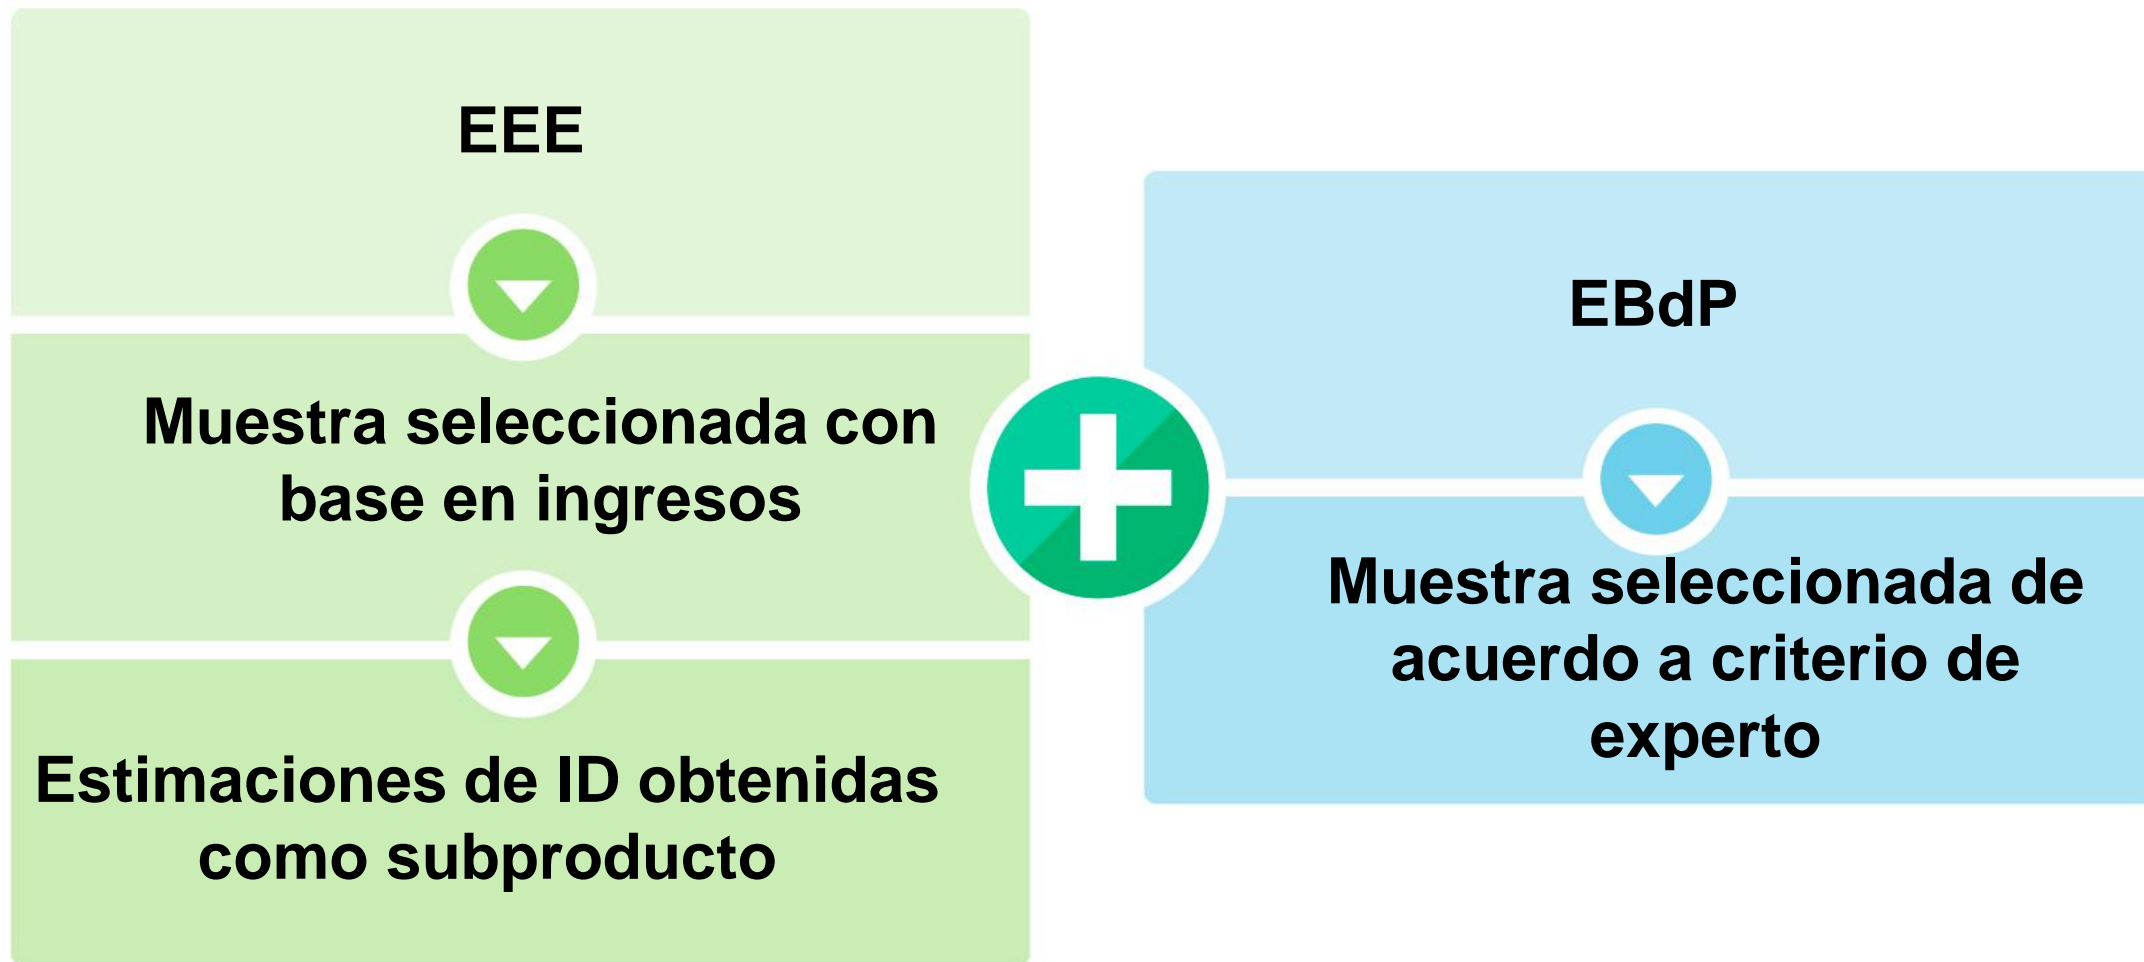 EEE
Muestra seleccionada con
base en ingresos
Estimaciones de ID obtenidas
como subproducto
EBdP
Muestra seleccionada de
acuerdo a criterio de
experto